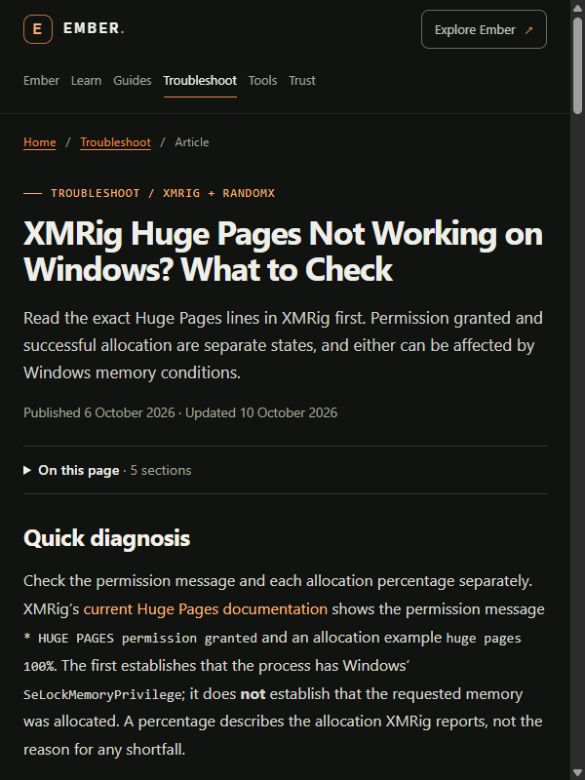 E EMBER.
Explore Ember ↗
Ember Learn Guides Troubleshoot Tools Trust
Home / Troubleshoot / Article
TROUBLESHOOT / XMRIG + RANDOMX
XMRig Huge Pages Not Working on
Windows? What to Check
Read the exact Huge Pages lines in XMRig first. Permission granted and
successful allocation are separate states, and either can be affected by
Windows memory conditions.
Published 6 October 2026 · Updated 10 October 2026
▶ On this page · 5 sections
Quick diagnosis
Check the permission message and each allocation percentage separately.
XMRig’s current Huge Pages documentation shows the permission message
* HUGE PAGES permission granted and an allocation example huge pages
100%. The first establishes that the process has Windows’
SeLockMemoryPrivilege; it does not establish that the requested memory
was allocated. A percentage describes the allocation XMRig reports, not the
reason for any shortfall.